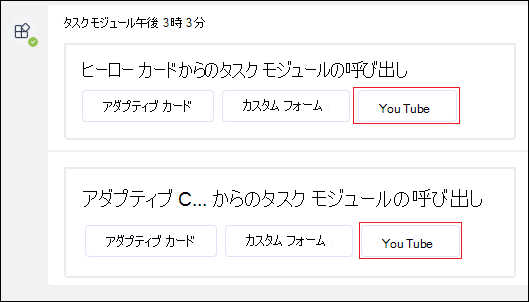 タスクモジュール午後 3 時 3 分
ヒーロー カードからのタスク モジュールの呼び出し
アダプティブ カード カスタム フォーム You Tube
アダプティブ C... からのタスク モジュールの呼び出し
アダプティブ カード カスタム フォーム You Tube